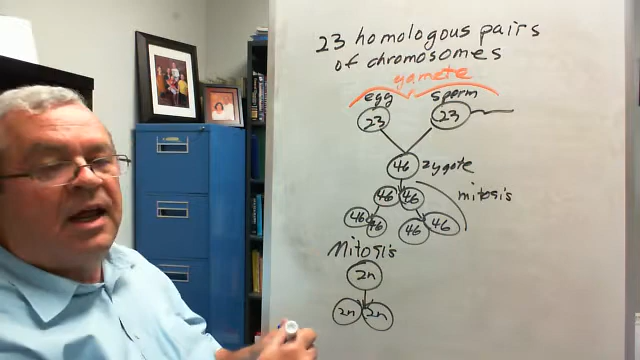 23 homologous pairs
of chromosomes
gamete
egg sperm
23 23
46 zygote
46 46 mitosis
46 46 46 46
Mitosis
2n
2n 2n